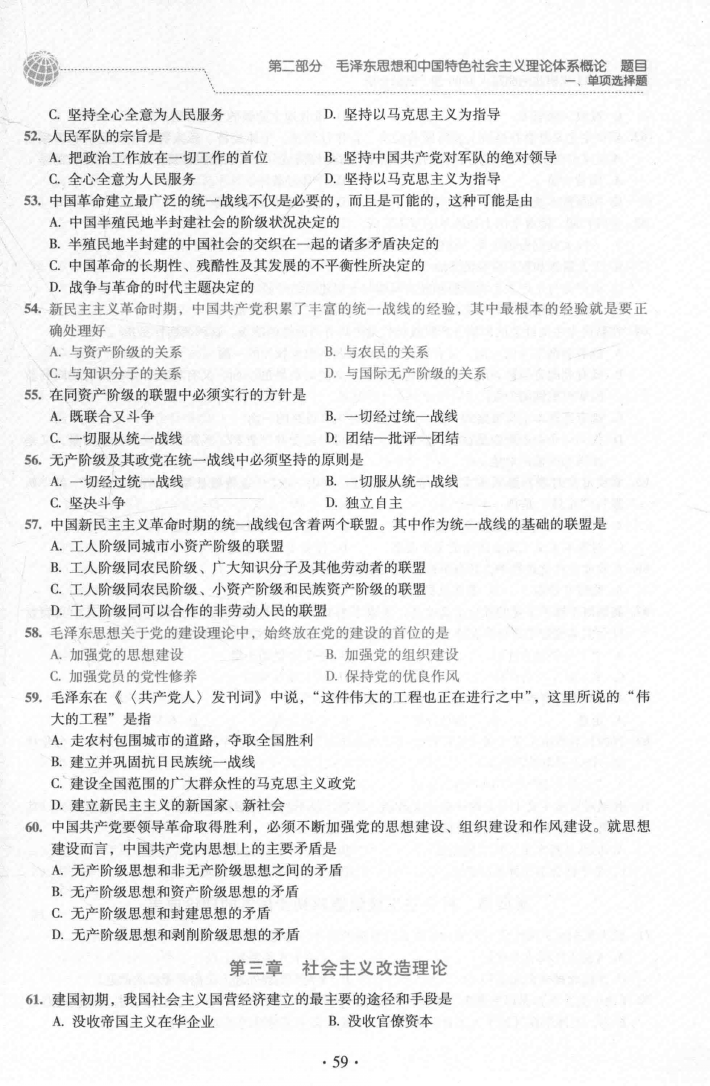 第二部分 毛泽东思想和中国特色社会主义理论体系概论 题目
一、单项选择题
C. 坚持全心全意为人民服务 D. 坚持以马克思主义为指导
52. 人民军队的宗旨是
A. 把政治工作放在一切工作的首位 B. 坚持中国共产党对军队的绝对领导
C. 全心全意为人民服务 D. 坚持以马克思主义为指导
53. 中国革命建立最广泛的统一战线不仅是必要的，而且是可能的，这种可能是由
A. 中国半殖民地半封建社会的阶级状况决定的
B. 半殖民地半封建的中国社会的交织在一起的诸多矛盾决定的
C. 中国革命的长期性、残酷性及其发展的不平衡性所决定的
D. 战争与革命的时代主题决定的
54. 新民主主义革命时期，中国共产党积累了丰富的统一战线的经验，其中最根本的经验就是要正
确处理好
A. 与资产阶级的关系 B. 与农民的关系
C. 与知识分子的关系 D. 与国际无产阶级的关系
55. 在同资产阶级的联盟中必须实行的方针是
A. 既联合又斗争 B. 一切经过统一战线
C. 一切服从统一战线 D. 团结—批评—团结
56. 无产阶级及其政党在统一战线中必须坚持的原则是
A. 一切经过统一战线 B. 一切服从统一战线
C. 坚决斗争 D. 独立自主
57. 中国新民主主义革命时期的统一战线包含着两个联盟。其中作为统一战线的基础的联盟是
A. 工人阶级同城市小资产阶级的联盟
B. 工人阶级同农民阶级、广大知识分子及其他劳动者的联盟
C. 工人阶级同农民阶级、小资产阶级和民族资产阶级的联盟
D. 工人阶级同可以合作的非劳动人民的联盟
58. 毛泽东思想关于党的建设理论中，始终放在党的建设的首位的是
A. 加强党的思想建设 B. 加强党的组织建设
C. 加强党员的党性修养 D. 保持党的优良作风
59. 毛泽东在《〈共产党人〉发刊词》中说，“这件伟大的工程也正在进行之中”，这里所说的“伟
大的工程”是指
A. 走农村包围城市的道路，夺取全国胜利
B. 建立并巩固抗日民族统一战线
C. 建设全国范围的广大群众性的马克思主义政党
D. 建立新民主主义的新国家、新社会
60. 中国共产党要领导革命取得胜利，必须不断加强党的思想建设、组织建设和作风建设。就思想
建设而言，中国共产党内思想上的主要矛盾是
A. 无产阶级思想和非无产阶级思想之间的矛盾
B. 无产阶级思想和资产阶级思想的矛盾
C. 无产阶级思想和封建思想的矛盾
D. 无产阶级思想和剥削阶级思想的矛盾
第三章 社会主义改造理论
61. 建国初期，我国社会主义国营经济建立的最主要的途径和手段是
A. 没收帝国主义在华企业 B. 没收官僚资本
· 59 ·